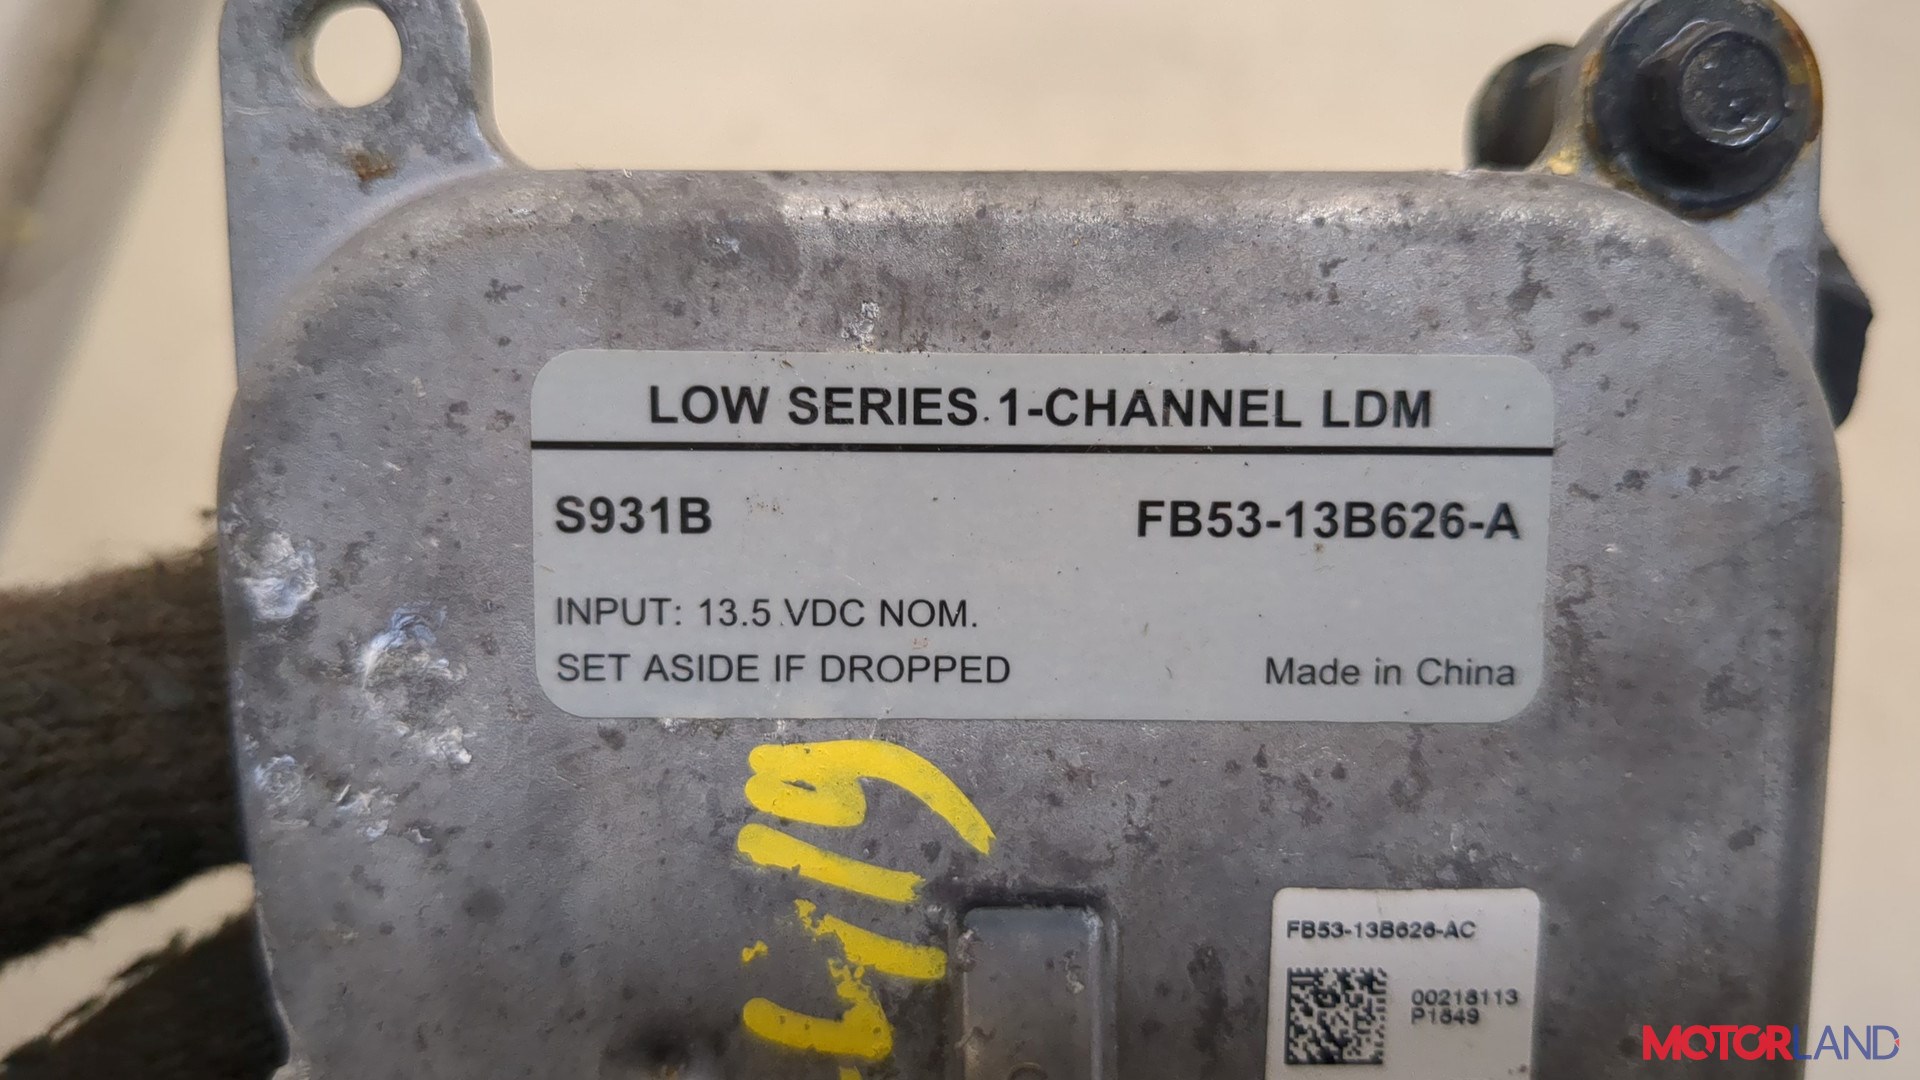 LOW SERIES 1-CHANNEL LDM
S931B FB53-13B626-A
INPUT: 13.5 VDC NOM.
SET ASIDE IF DROPPED Made in China
FB53-13B626-AC
00218113
P1649
MOTORLAND